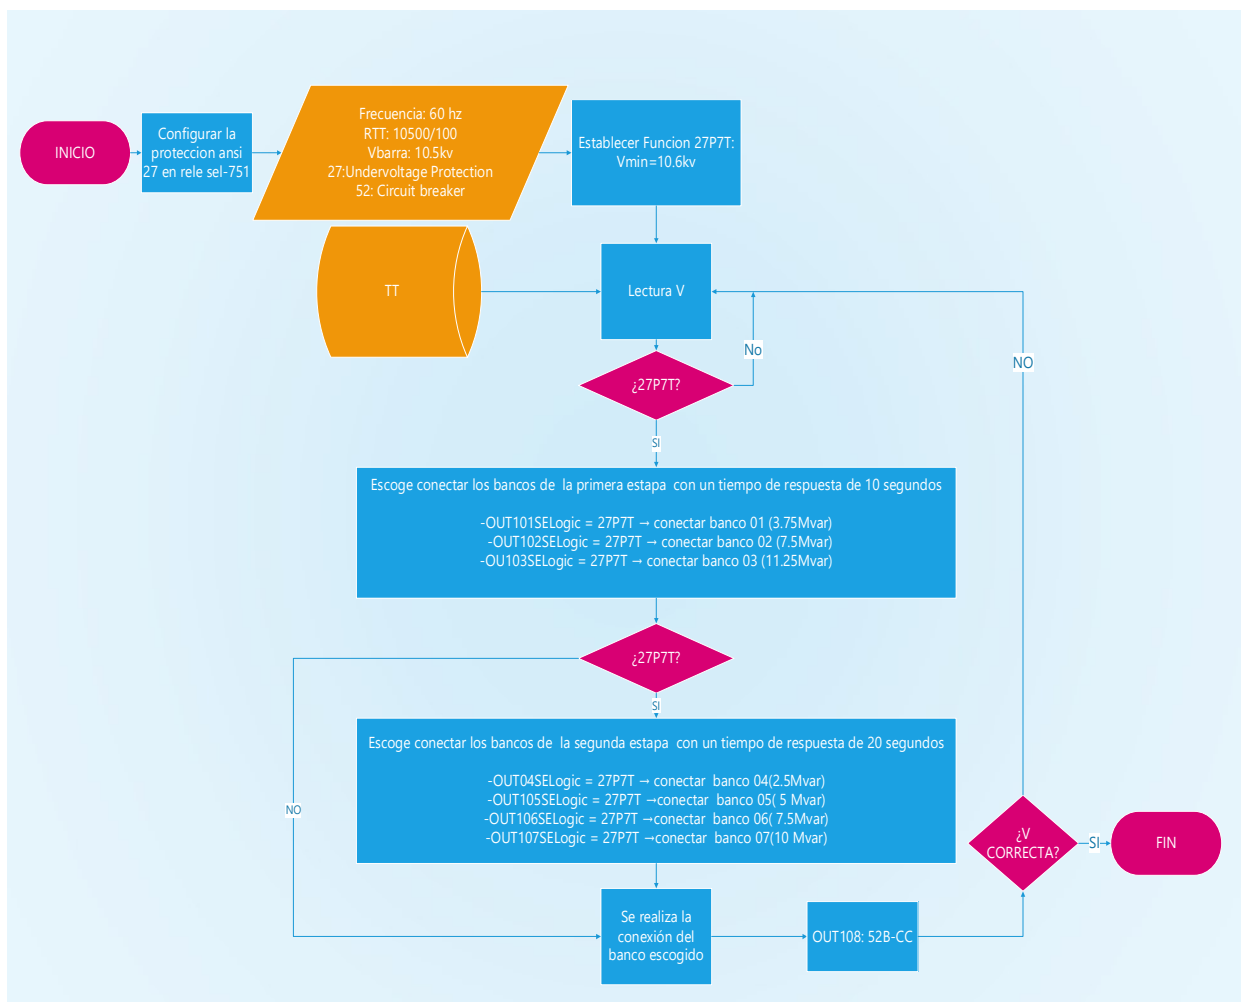 INICIO
Configurar la
proteccion ansi
27 en rele sel-751
Frecuencia: 60 hz
RTT: 10500/100
Vbarra: 10.5kv
27:Undervoltage Protection
52: Circuit breaker
Establecer Funcion 27P7T:
Vmin=10.6kv
TT
Lectura V
No
NO
¿27P7T?
SI
Escoge conectar los bancos de  la primera estapa  con un tiempo de respuesta de 10 segundos
-OUT101SELogic = 27P7T → conectar banco 01 (3.75Mvar)
-OUT102SELogic = 27P7T → conectar banco 02 (7.5Mvar)
-OU103SELogic = 27P7T → conectar banco 03 (11.25Mvar)
¿27P7T?
SI
Escoge conectar los bancos de  la segunda estapa  con un tiempo de respuesta de 20 segundos
-OUT04SELogic = 27P7T → conectar  banco 04(2.5Mvar)
-OUT105SELogic = 27P7T →conectar  banco 05( 5 Mvar)
-OUT106SELogic = 27P7T →conectar  banco 06( 7.5Mvar)
-OUT107SELogic = 27P7T →conectar  banco 07(10 Mvar)
NO
¿V
CORRECTA?
SI
FIN
Se realiza la
conexión del
banco escogido
OUT108: 52B-CC